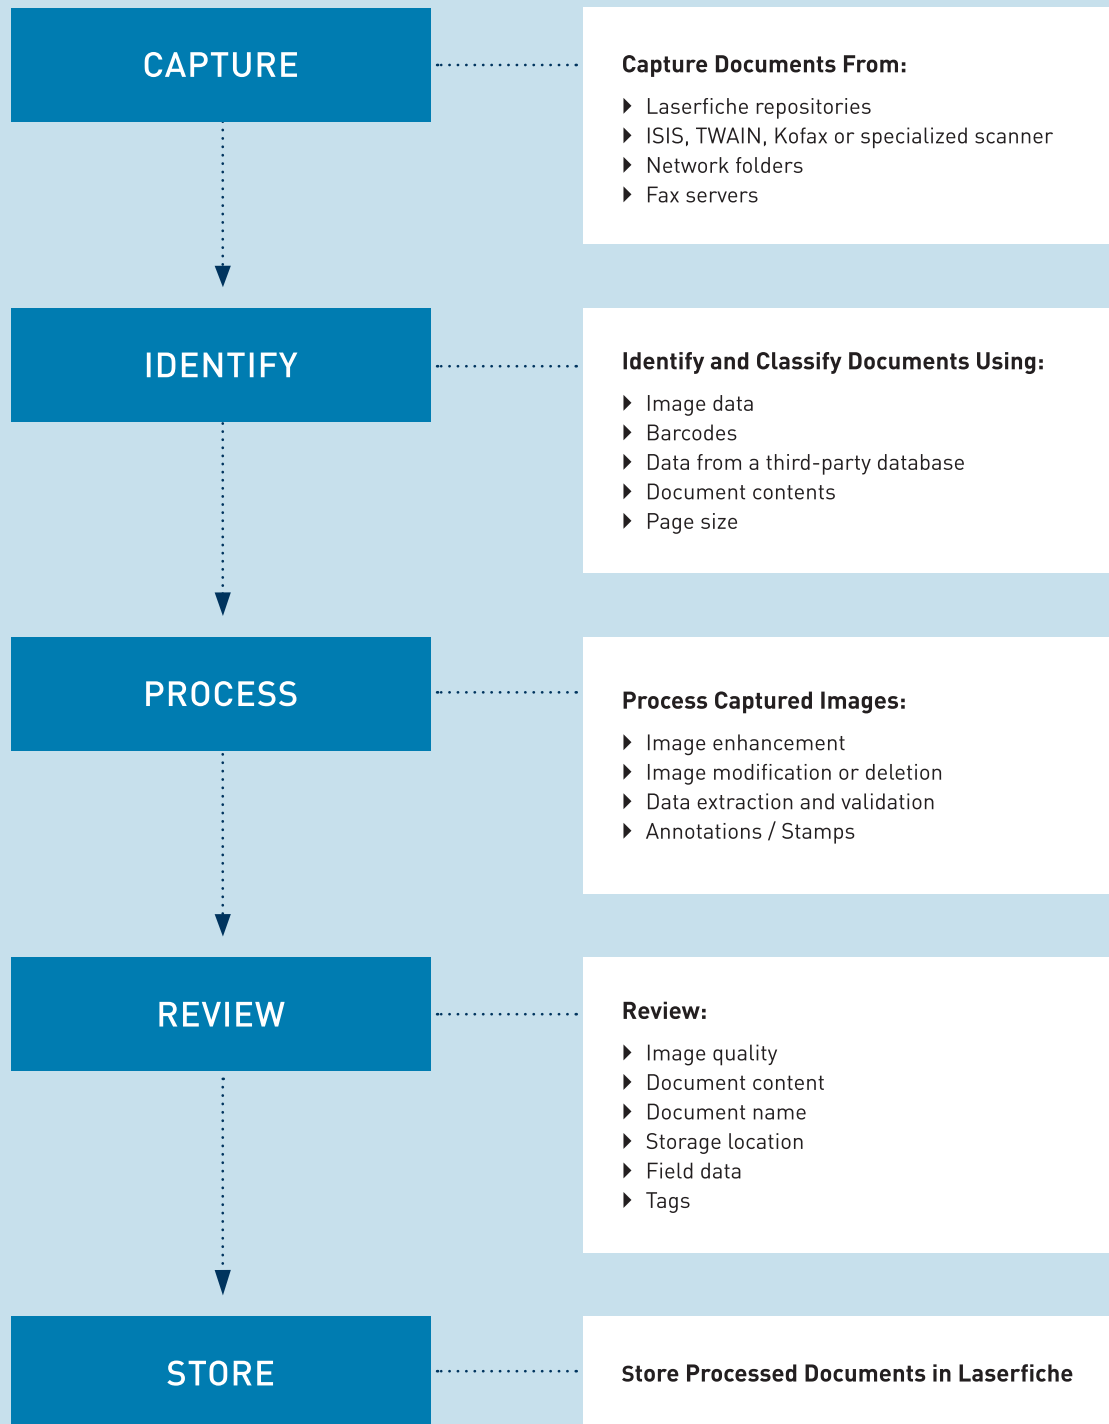 CAPTURE
Capture Documents From:
Laserfiche repositories
ISIS, TWAIN, Kofax or specialized scanner
Network folders
Fax servers
IDENTIFY
Identify and Classify Documents Using:
Image data
Barcodes
Data from a third-party database
Document contents
Page size
PROCESS
Process Captured Images:
Image enhancement
Image modification or deletion
Data extraction and validation
Annotations / Stamps
REVIEW
Review:
Image quality
Document content
Document name
Storage location
Field data
Tags
STORE
Store Processed Documents in Laserfiche